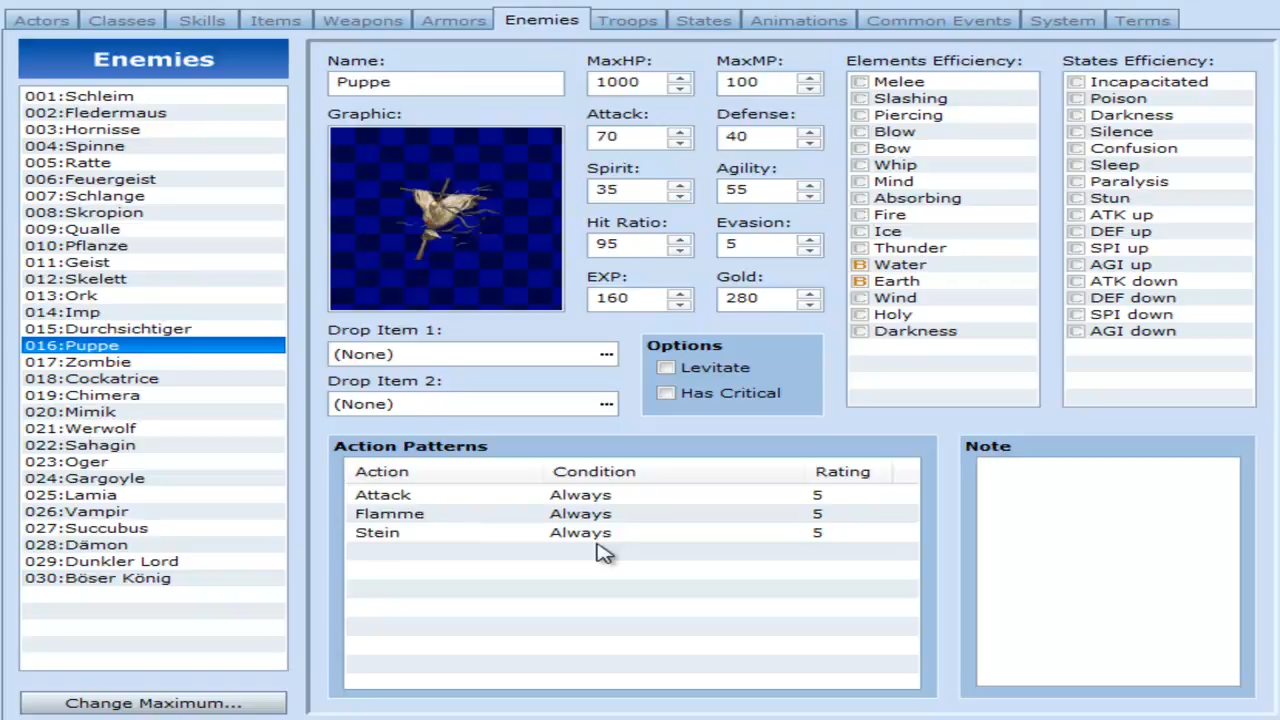 Actors Classes Skills Items Weapons Armors Enemies Troops States Animations Common Events System Terms
Enemies
001:Schleim
002:Fledermaus
003:Hornisse
004:Spinne
005:Ratte
006:Feuergeist
007:Schlange
008:Skropion
009:Qualle
010:Pflanze
011:Geist
012:Skelett
013:Ork
014:Imp
015:Durchsichtiger
016:Puppe
017:Zombie
018:Cockatrice
019:Chimera
020:Mimik
021:Werwolf
022:Sahagin
023:Oger
024:Gargoyle
025:Lamia
026:Vampir
027:Succubus
028:Dämon
029:Dunkler Lord
030:Böser König
Change Maximum...
Name:
Puppe
Graphic:
MaxHP: MaxMP:
1000 100
Attack: Defense:
70 40
Spirit: Agility:
35 55
Hit Ratio: Evasion:
95 5
EXP: Gold:
160 280
Drop Item 1:
(None) ...
Drop Item 2:
(None) ...
Options
Levitate
Has Critical
Elements Efficiency:
C Melee
C Slashing
C Piercing
C Blow
C Bow
C Whip
C Mind
C Absorbing
C Fire
C Ice
C Thunder
B Water
B Earth
C Wind
C Holy
C Darkness
States Efficiency:
C Incapacitated
C Poison
C Darkness
C Silence
C Confusion
C Sleep
C Paralysis
C Stun
C ATK up
C DEF up
C SPI up
C AGI up
C ATK down
C DEF down
C SPI down
C AGI down
Action Patterns
Action Condition Rating
Attack Always 5
Flamme Always 5
Stein Always 5
Note